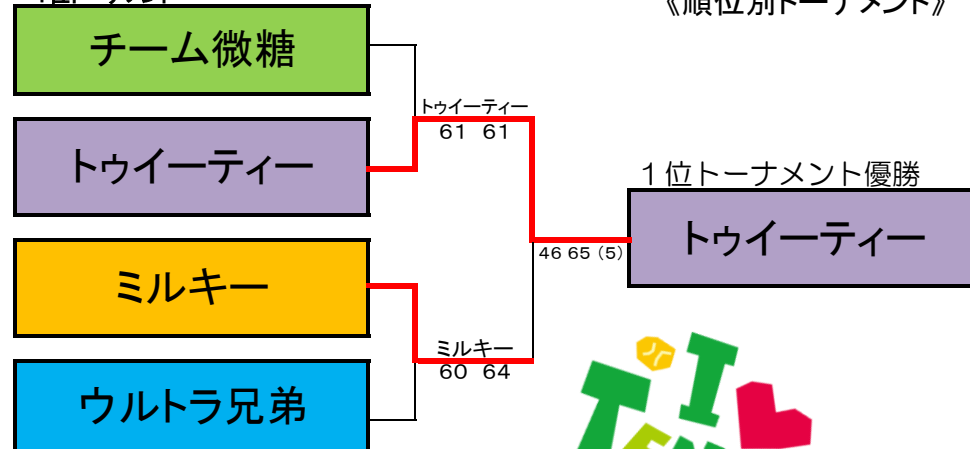 《順位別トーナメント》
チーム微糖
トゥイーティー
61 61
トゥイーティー
1位トーナメント優勝
トゥイーティー
46 65 (5)
ミルキー
ミルキー
60 64
ウルトラ兄弟
I